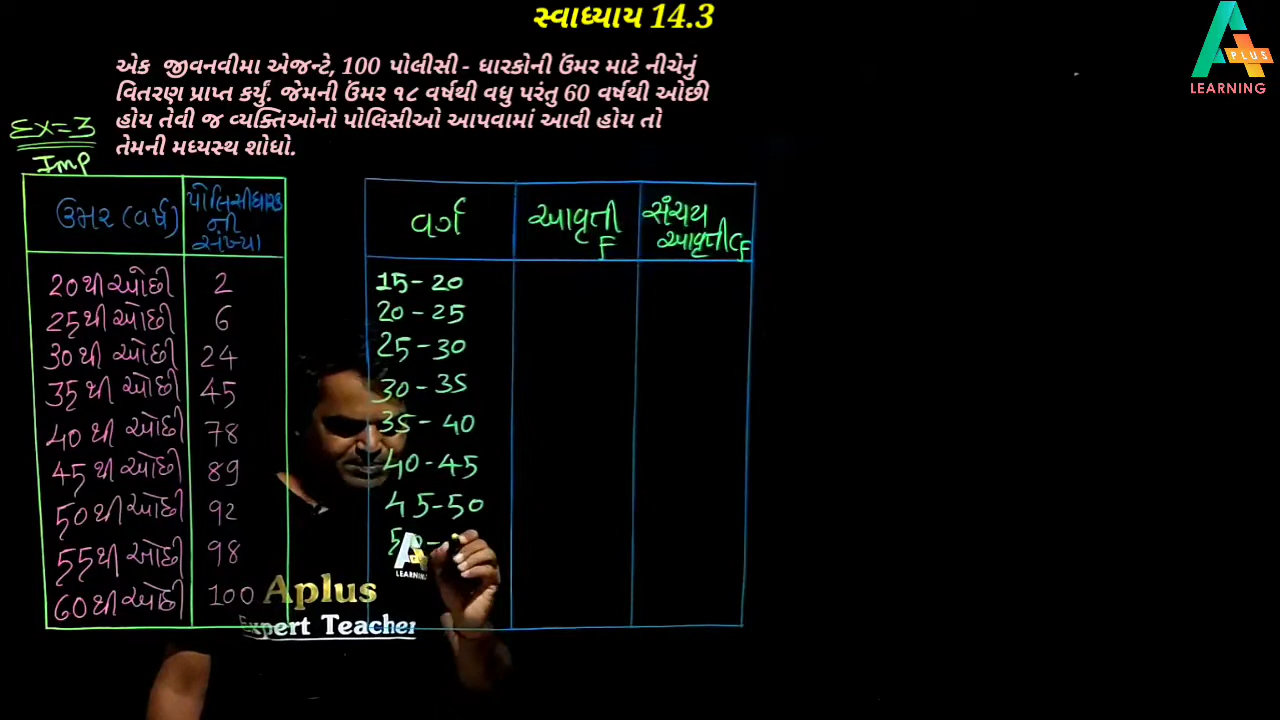 સ્વાધ્યાય 14.3
A PLUS
LEARNING
એક જીવનવીમા એજન્ટે, 100 પોલીસી - ધારકોની ઉંમર માટે નીચેનું
વિતરણ પ્રાપ્ત કર્યું. જેમની ઉંમર ૧૮ વર્ષથી વધુ પરંતુ 60 વર્ષથી ઓછી
હોય તેવી જ વ્યક્તિઓનો પોલિસીઓ આપવામાં આવી હોય તો
તેમની મધ્યસ્થ શોધો.
Ex=3
Imp
ઉમર (વર્ષ)
પોલિસીધારકો
ની
સંખ્યા
20થી ઓછી 2
25થી ઓછી 6
30થી ઓછી 24
35થી ઓછી 45
40થી ઓછી 78
45થી ઓછી 89
50થી ઓછી 92
55થી ઓછી 98
60થી ઓછી 100
વર્ગ
આવૃતી
F
સંચય
આવૃતી CF
15-20
20-25
25-30
30-35
35-40
40-45
45-50
50-
A
LEARNING
Aplus
Expert Teacher